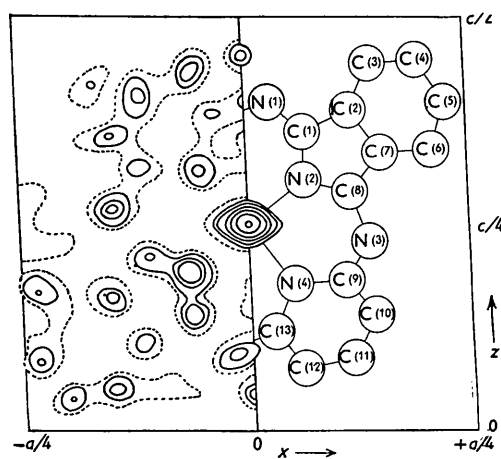 c/2
C(3)
C(4)
N(1)
C(2)
C(5)
C(1)
C(7)
C(6)
N(2)
C(8)
c/4
N(3)
N(4)
C(9)
C(10)
C(13)
C(12)
C(11)
z
0
−a/4
0
x
+a/4